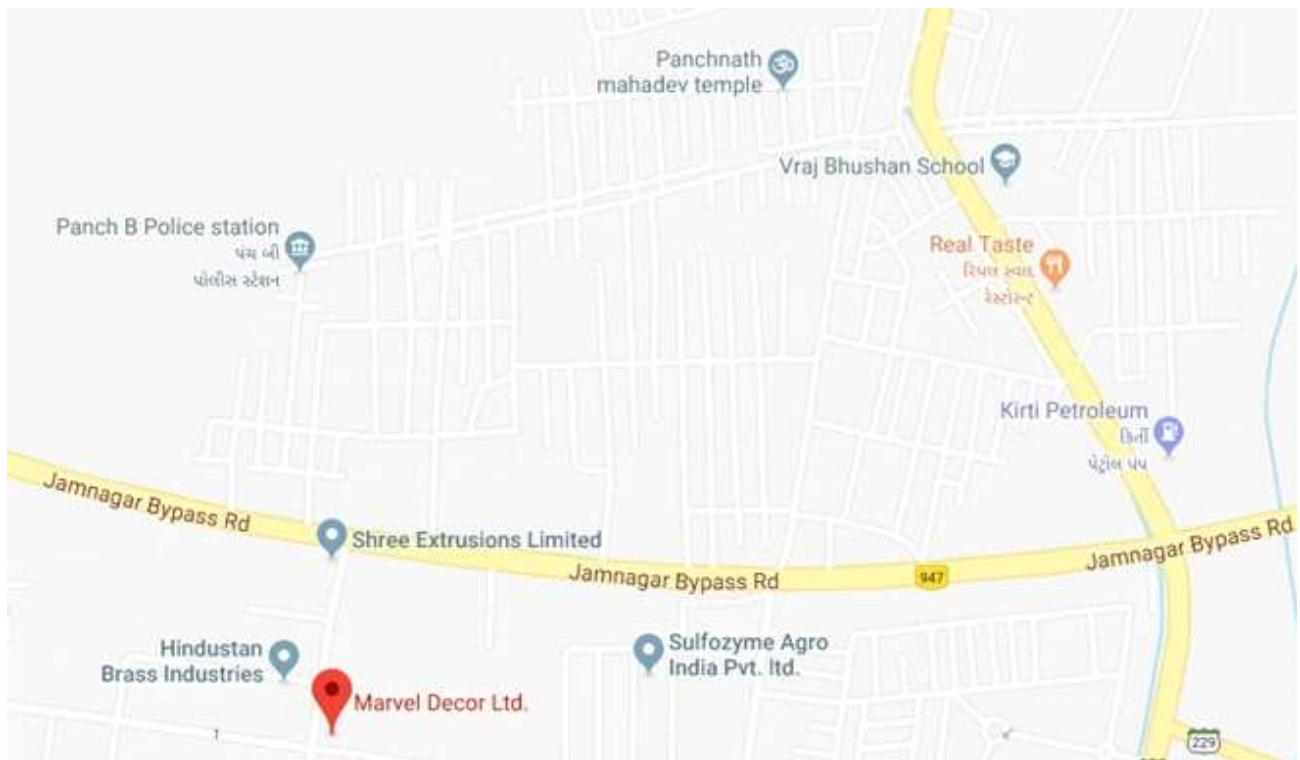 Panchnath
mahadev temple
Vraj Bhushan School
Panch B Police station
પંચ બી
પોલીસ સ્ટેશન
Real Taste
રિયલ સ્વાદ
રેસ્ટોરન્ટ
Kirti Petroleum
કિર્તી
પેટ્રોલ પંપ
Jamnagar Bypass Rd
Shree Extrusions Limited
Jamnagar Bypass Rd
947
Jamnagar Bypass Rd
Hindustan
Brass Industries
Sulfozyme Agro
India Pvt. ltd.
Marvel Decor Ltd.
229